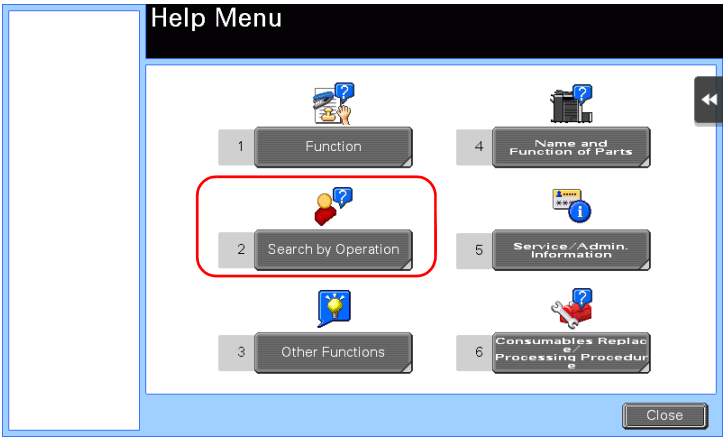 Help Menu
1
Function
4
Name and
Function of Parts
2
Search by Operation
5
Service/Admin.
Information
3
Other Functions
6
Consumables Replac
e/
Processing Procedur
e
Close